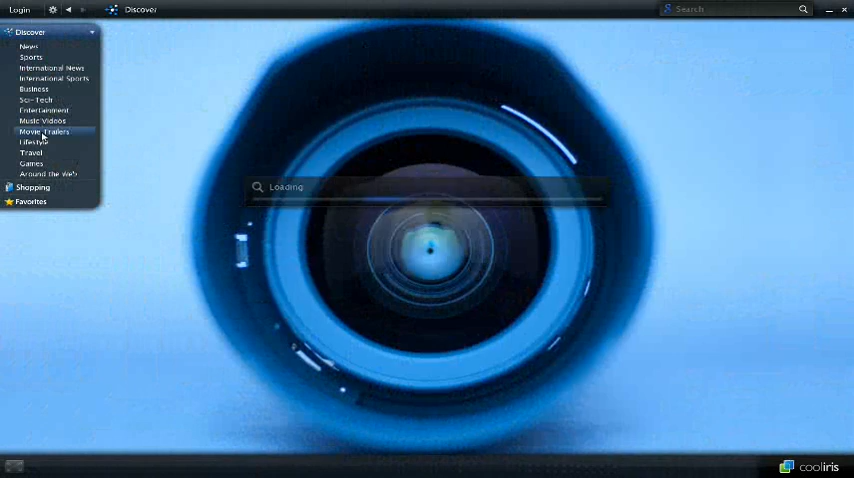 Login
Discover
Search
Discover
News
Sports
International News
International Sports
Business
Sci-Tech
Entertainment
Music Videos
Movie Trailers
Lifestyle
Travel
Games
Around the Web
Shopping
Favorites
Loading
cooliris